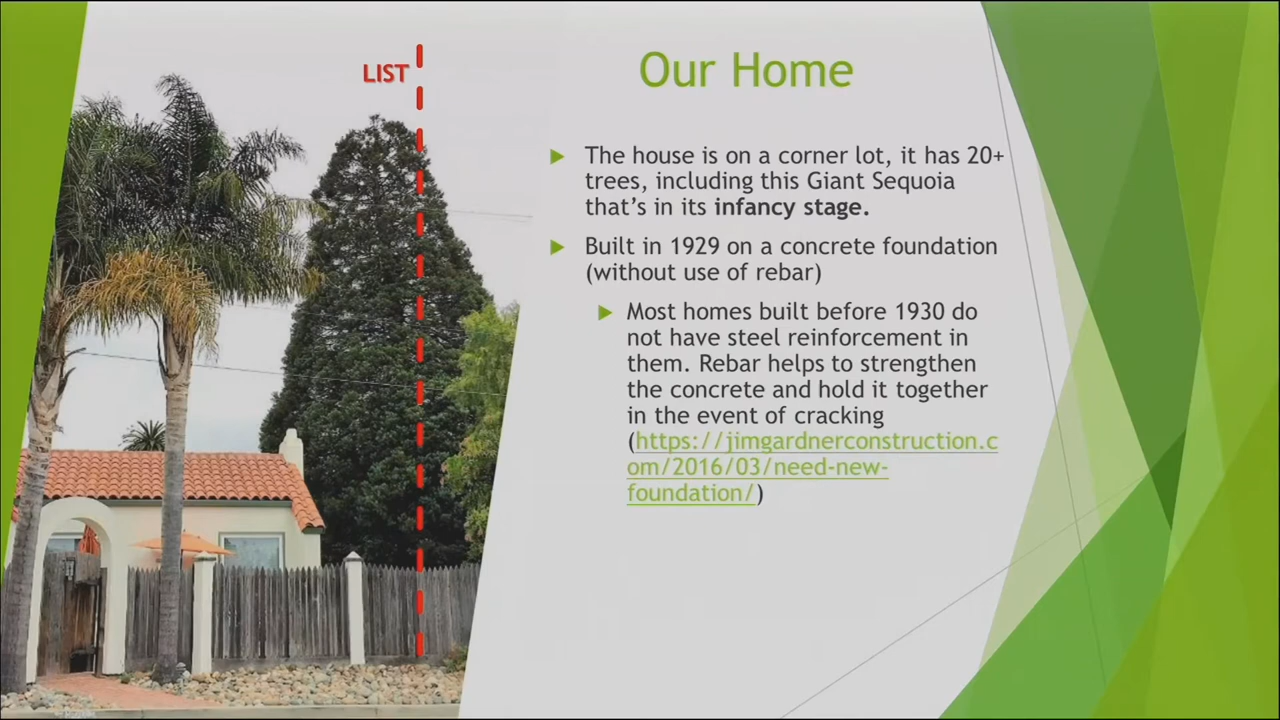 LIST
Our Home
The house is on a corner lot, it has 20+
trees, including this Giant Sequoia
that's in its infancy stage.
Built in 1929 on a concrete foundation
(without use of rebar)
Most homes built before 1930 do
not have steel reinforcement in
them. Rebar helps to strengthen
the concrete and hold it together
in the event of cracking
(https://jimgardnerconstruction.c
om/2016/03/need-new-
foundation/)